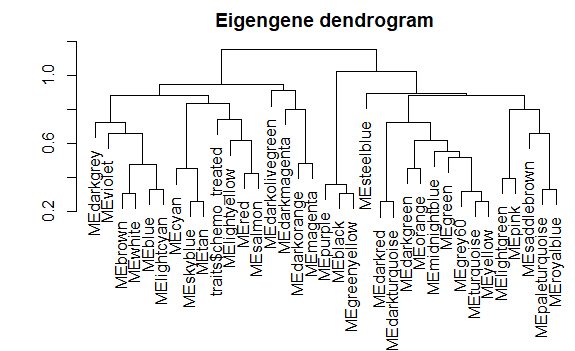 Eigengene dendrogram
1.0
0.6
0.2
MEdarkgrey
MEviolet
MEbrown
MEwhite
MEblue
MElightcyan
MEcyan
MEskyblue
MEtan
traits$chemo_treated
MElightyellow
MEred
MEsalmon
MEdarkolivegreen
MEdarkmagenta
MEdarkorange
MEmagenta
MEpurple
MEblack
MEgreenyellow
MEsteelblue
MEdarkred
MEdarkturquoise
MEdarkgreen
MEorange
MEmidnightblue
MEgreen
MEgrey60
MEturquoise
MEyellow
MElightgreen
MEpink
MEsaddlebrown
MEpaleturquoise
MEroyalblue